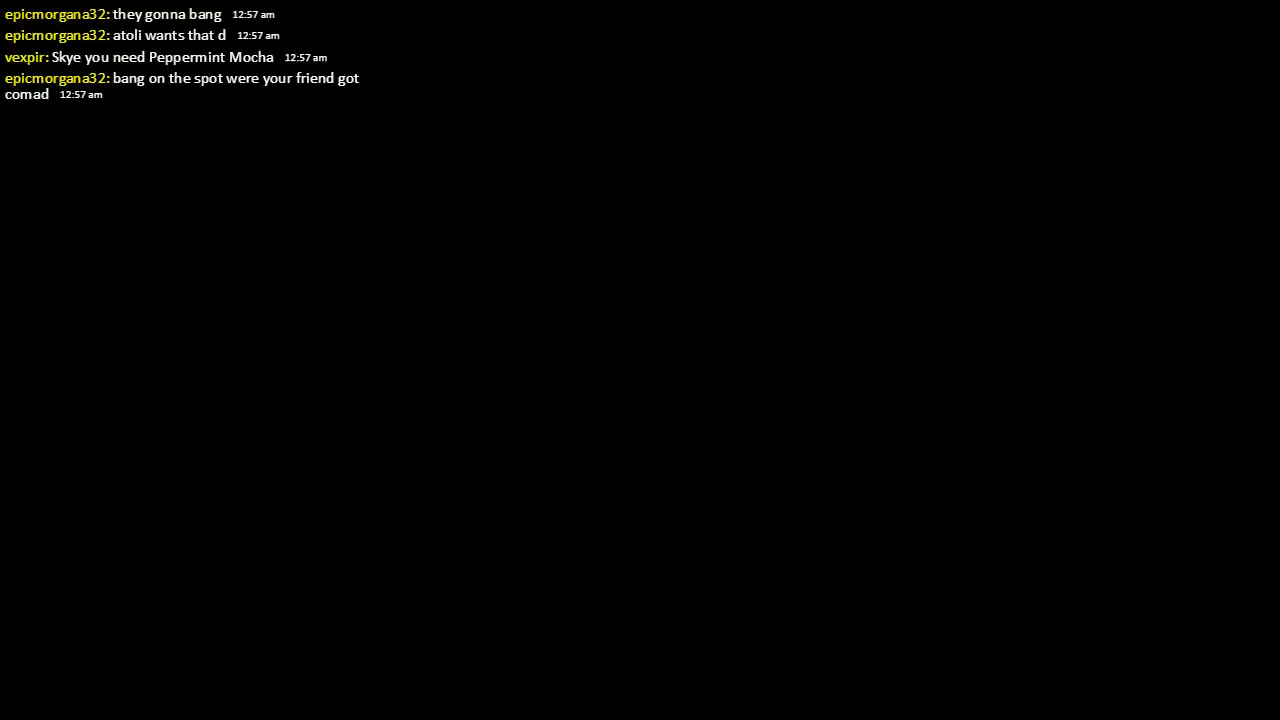 epicmorgana32: they gonna bang 12:57 am
epicmorgana32: atoli wants that d 12:57 am
vexpir: Skye you need Peppermint Mocha 12:57 am
epicmorgana32: bang on the spot were your friend got
comad 12:57 am